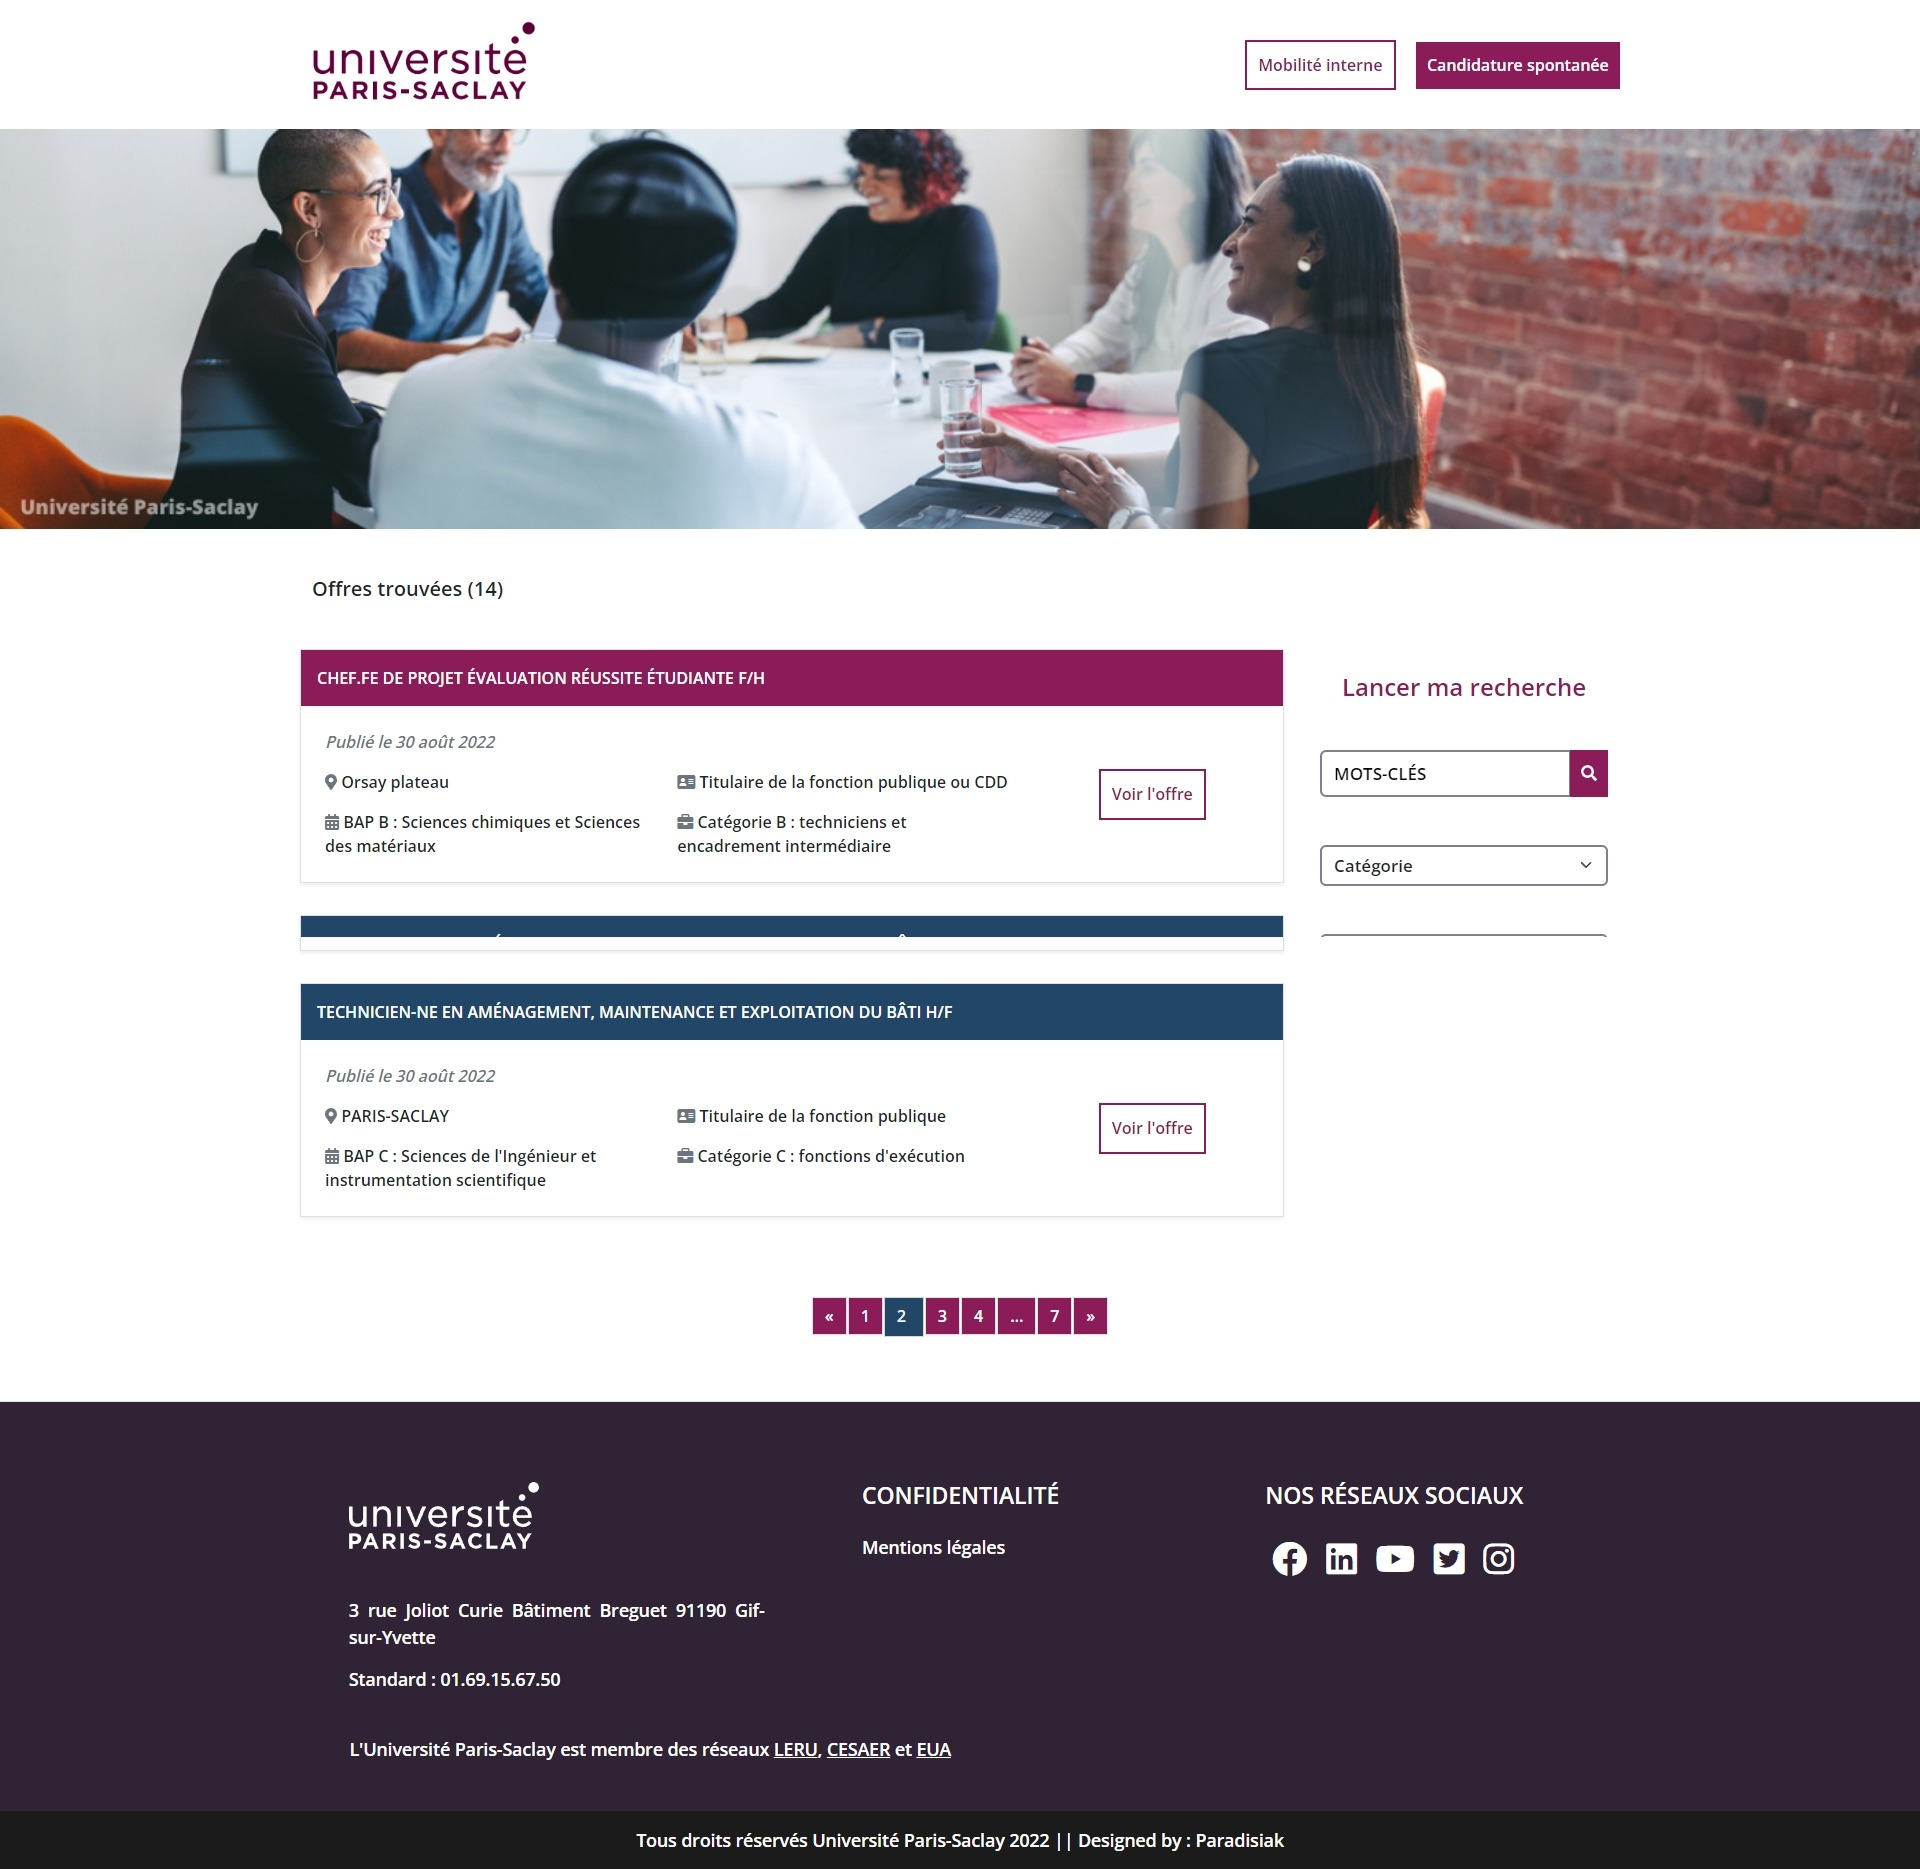 université
PARIS-SACLAY
Mobilité interne
Candidature spontanée
Université Paris-Saclay
Offres trouvées (14)
CHEF.FE DE PROJET ÉVALUATION RÉUSSITE ÉTUDIANTE F/H
Publié le 30 août 2022
Orsay plateau
Titulaire de la fonction publique ou CDD
BAP B : Sciences chimiques et Sciences
des matériaux
Catégorie B : techniciens et
encadrement intermédiaire
Voir l'offre
Lancer ma recherche
MOTS-CLÉS
Catégorie
TECHNICIEN-NE EN AMÉNAGEMENT, MAINTENANCE ET EXPLOITATION DU BÂTI H/F
Publié le 30 août 2022
PARIS-SACLAY
Titulaire de la fonction publique
BAP C : Sciences de l'Ingénieur et
instrumentation scientifique
Catégorie C : fonctions d'exécution
Voir l'offre
« 1 2 3 4 ... 7 »
université
PARIS-SACLAY
3 rue Joliot Curie Bâtiment Breguet 91190 Gif-
sur-Yvette
Standard : 01.69.15.67.50
CONFIDENTIALITÉ
Mentions légales
NOS RÉSEAUX SOCIAUX
L'Université Paris-Saclay est membre des réseaux LERU, CESAER et EUA
Tous droits réservés Université Paris-Saclay 2022 || Designed by : Paradisiak